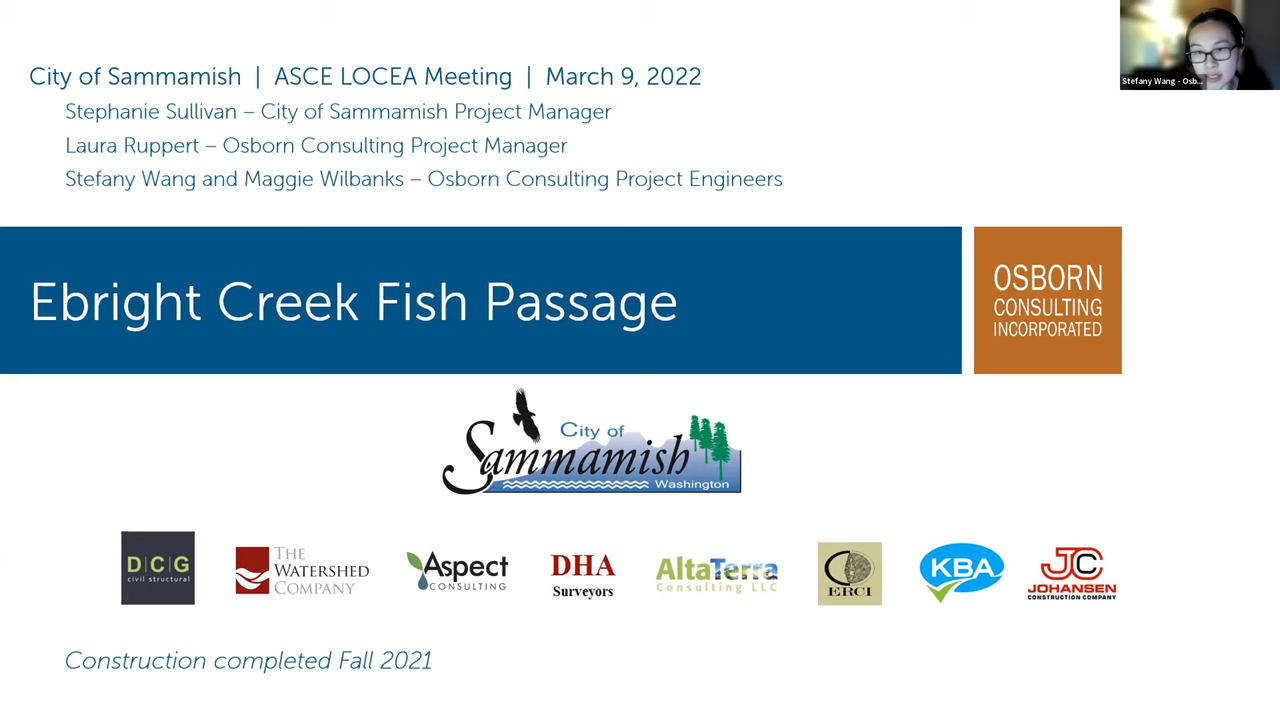 City of Sammamish | ASCE LOCEA Meeting | March 9, 2022
Stefany Wang - Osb...
Stephanie Sullivan – City of Sammamish Project Manager
Laura Ruppert – Osborn Consulting Project Manager
Stefany Wang and Maggie Wilbanks – Osborn Consulting Project Engineers
Ebright Creek Fish Passage
OSBORN
CONSULTING
INCORPORATED
City of
Sammamish
Washington
D|C|G
civil structural
THE
WATERSHED
COMPANY
Aspect
CONSULTING
DHA
Surveyors
AltaTerra
Consulting LLC
ERCI
KBA
JC
JOHANSEN
CONSTRUCTION COMPANY
Construction completed Fall 2021